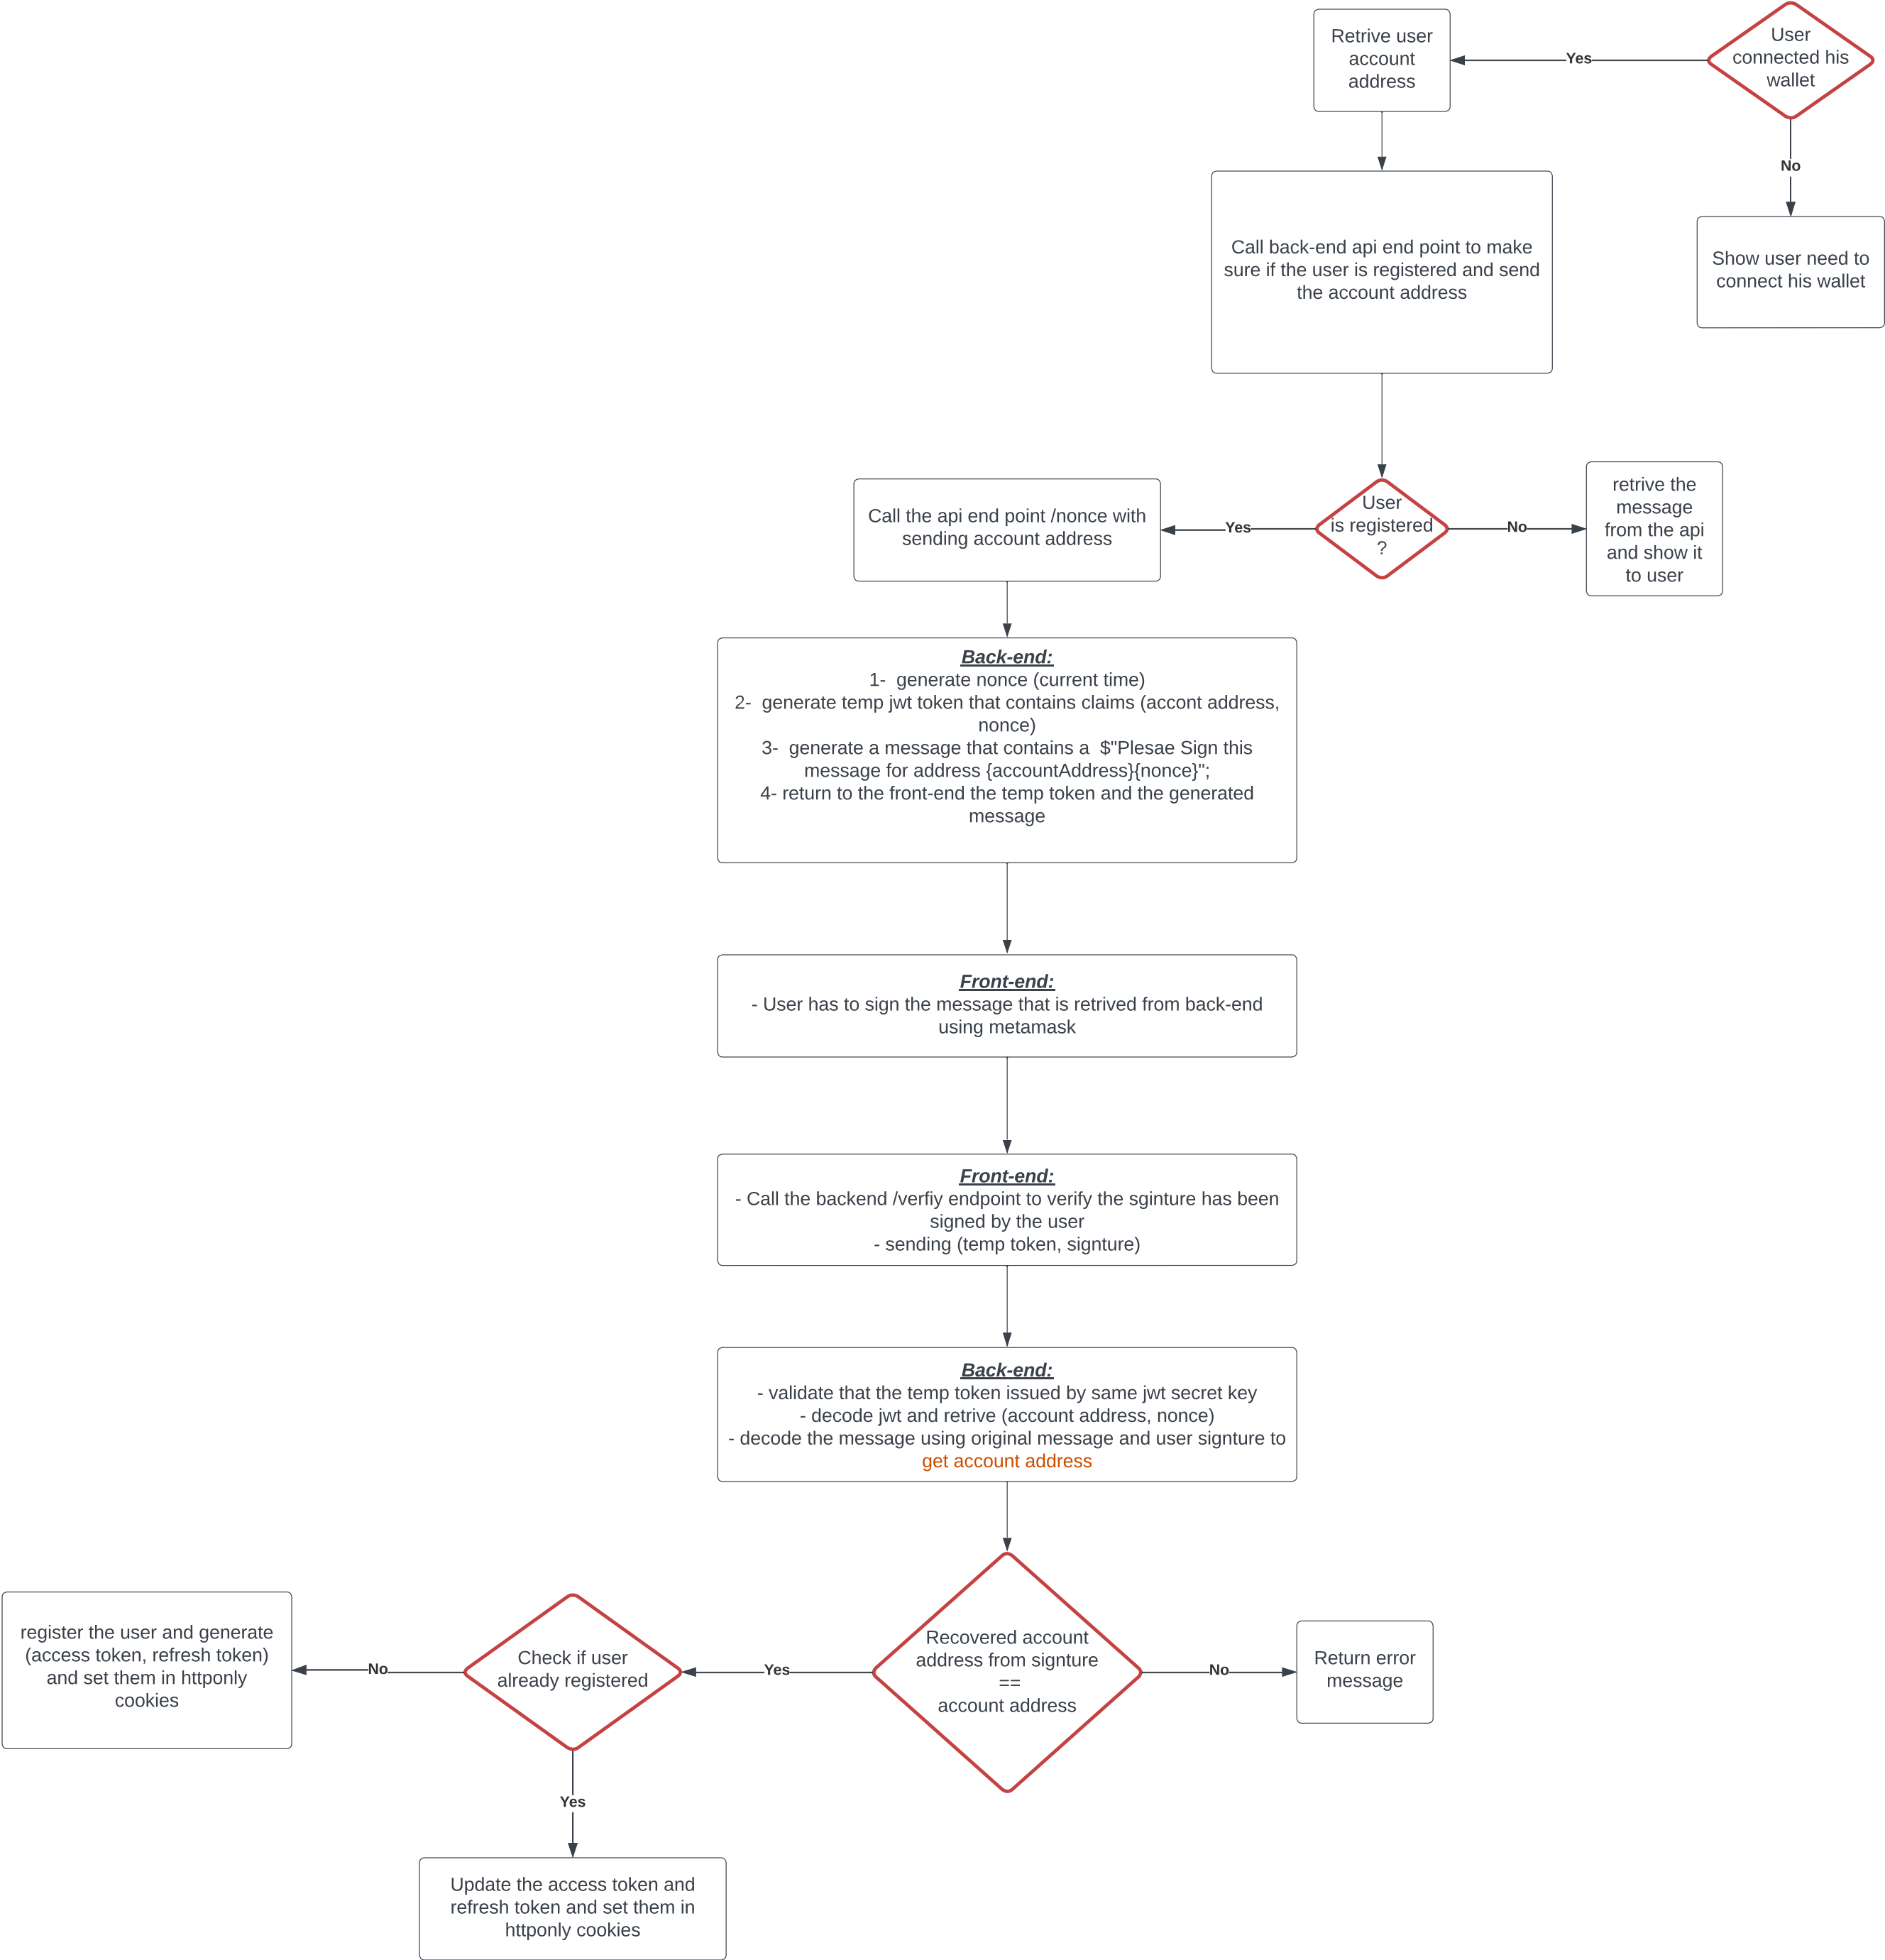 User
connected his
wallet
Yes
Retrive user
account
address
No
Show user need to
connect his wallet
Call back-end api end point to make
sure if the user is registered and send
the account address
User
is registered
?
No
retrive the
message
from the api
and show it
to user
Yes
Call the api end point /nonce with
sending account address
Back-end:
1-  generate nonce (current time)
2-  generate temp jwt token that contains claims (accont address,
nonce)
3-  generate a message that contains a  $"Plesae Sign this
message for address {accountAddress}{nonce}";
4- return to the front-end the temp token and the generated
message
Front-end:
- User has to sign the message that is retrived from back-end
using metamask
Front-end:
- Call the backend /verfiy endpoint to verify the sginture has been
signed by the user
- sending (temp token, signture)
Back-end:
- validate that the temp token issued by same jwt secret key
- decode jwt and retrive (account address, nonce)
- decode the message using original message and user signture to
get account address
Recovered account
address from signture
==
account address
No
Return error
message
Yes
Check if user
already registered
No
register the user and generate
(access token, refresh token)
and set them in httponly
cookies
Yes
Update the access token and
refresh token and set them in
httponly cookies